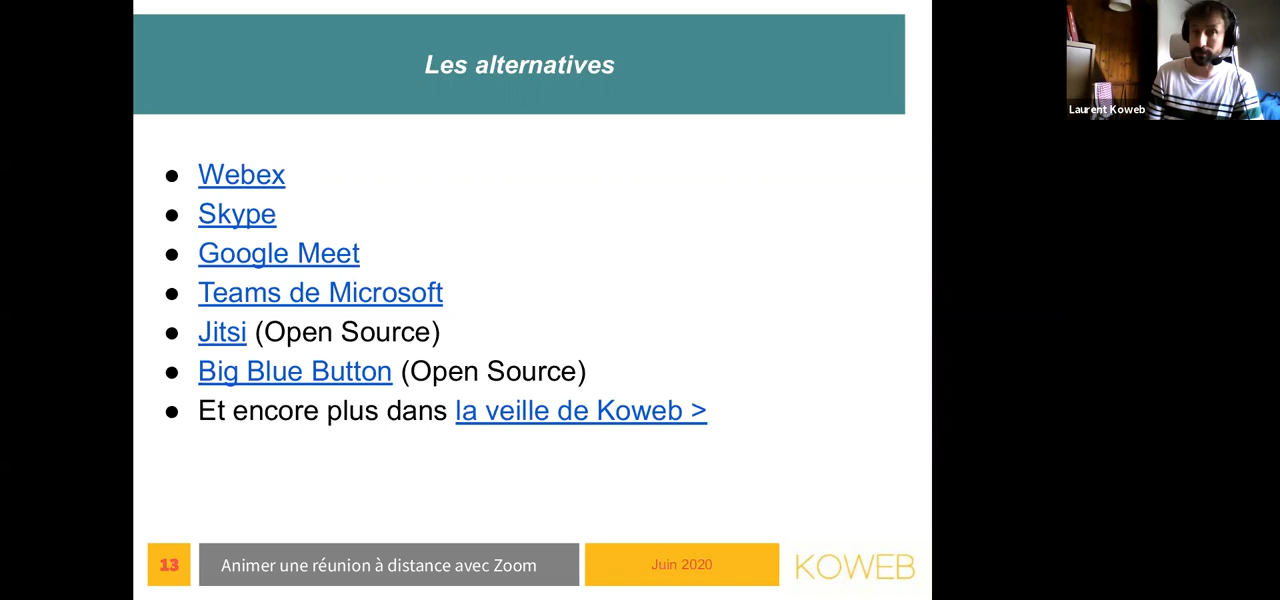 Les alternatives
Laurent Koweb
● Webex
● Skype
● Google Meet
● Teams de Microsoft
● Jitsi (Open Source)
● Big Blue Button (Open Source)
● Et encore plus dans la veille de Koweb >
13
Animer une réunion à distance avec Zoom
Juin 2020
KOWEB